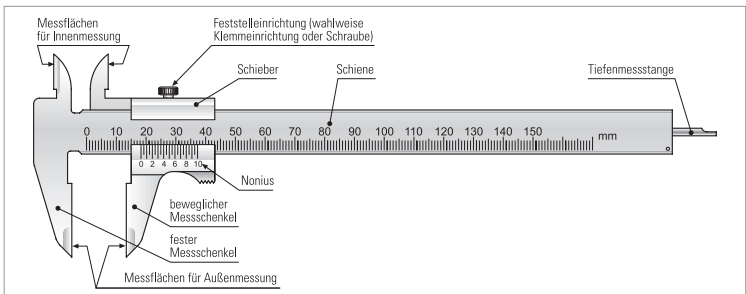 Messflächen
für Innenmessung
Feststelleinrichtung (wahlweise
Klemmeinrichtung oder Schraube)
Schieber
Schiene
Tiefenmessstange
0 10 20 30 40 50 60 70 80 90 100 110 120 130 140 150
mm
0 2 4 6 8 10
Nonius
beweglicher
Messschenkel
fester
Messschenkel
Messflächen für Außenmessung